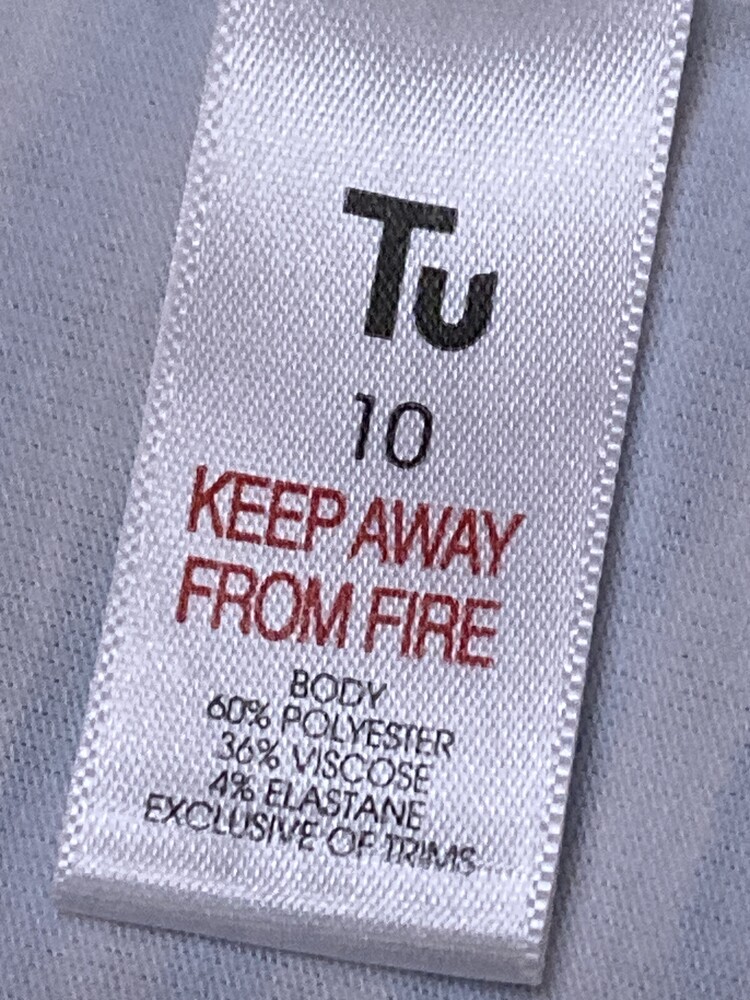 Tu
10
KEEP AWAY
FROM FIRE
BODY
60% POLYESTER
36% VISCOSE
4% ELASTANE
EXCLUSIVE OF TRIMS